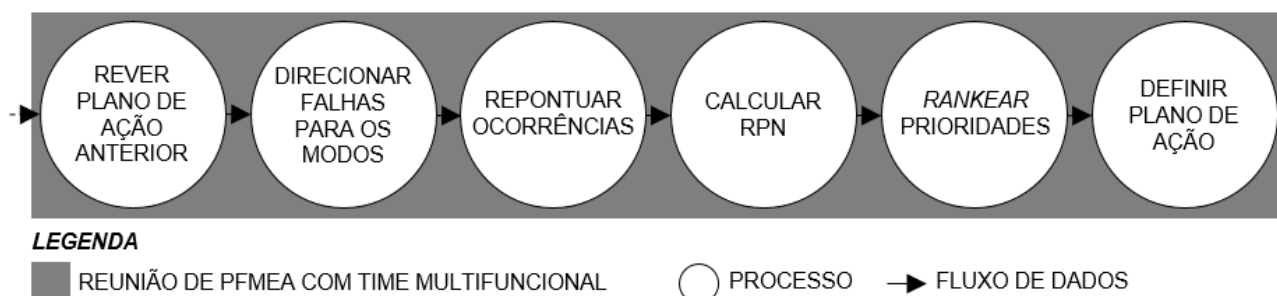 REVER
PLANO DE
AÇÃO
ANTERIOR
DIRECIONAR
FALHAS
PARA OS
MODOS
REPONTUAR
OCORRÊNCIAS
CALCULAR
RPN
RANKEAR
PRIORIDADES
DEFINIR
PLANO DE
AÇÃO
LEGENDA
REUNIÃO DE PFMEA COM TIME MULTIFUNCIONAL
PROCESSO
FLUXO DE DADOS